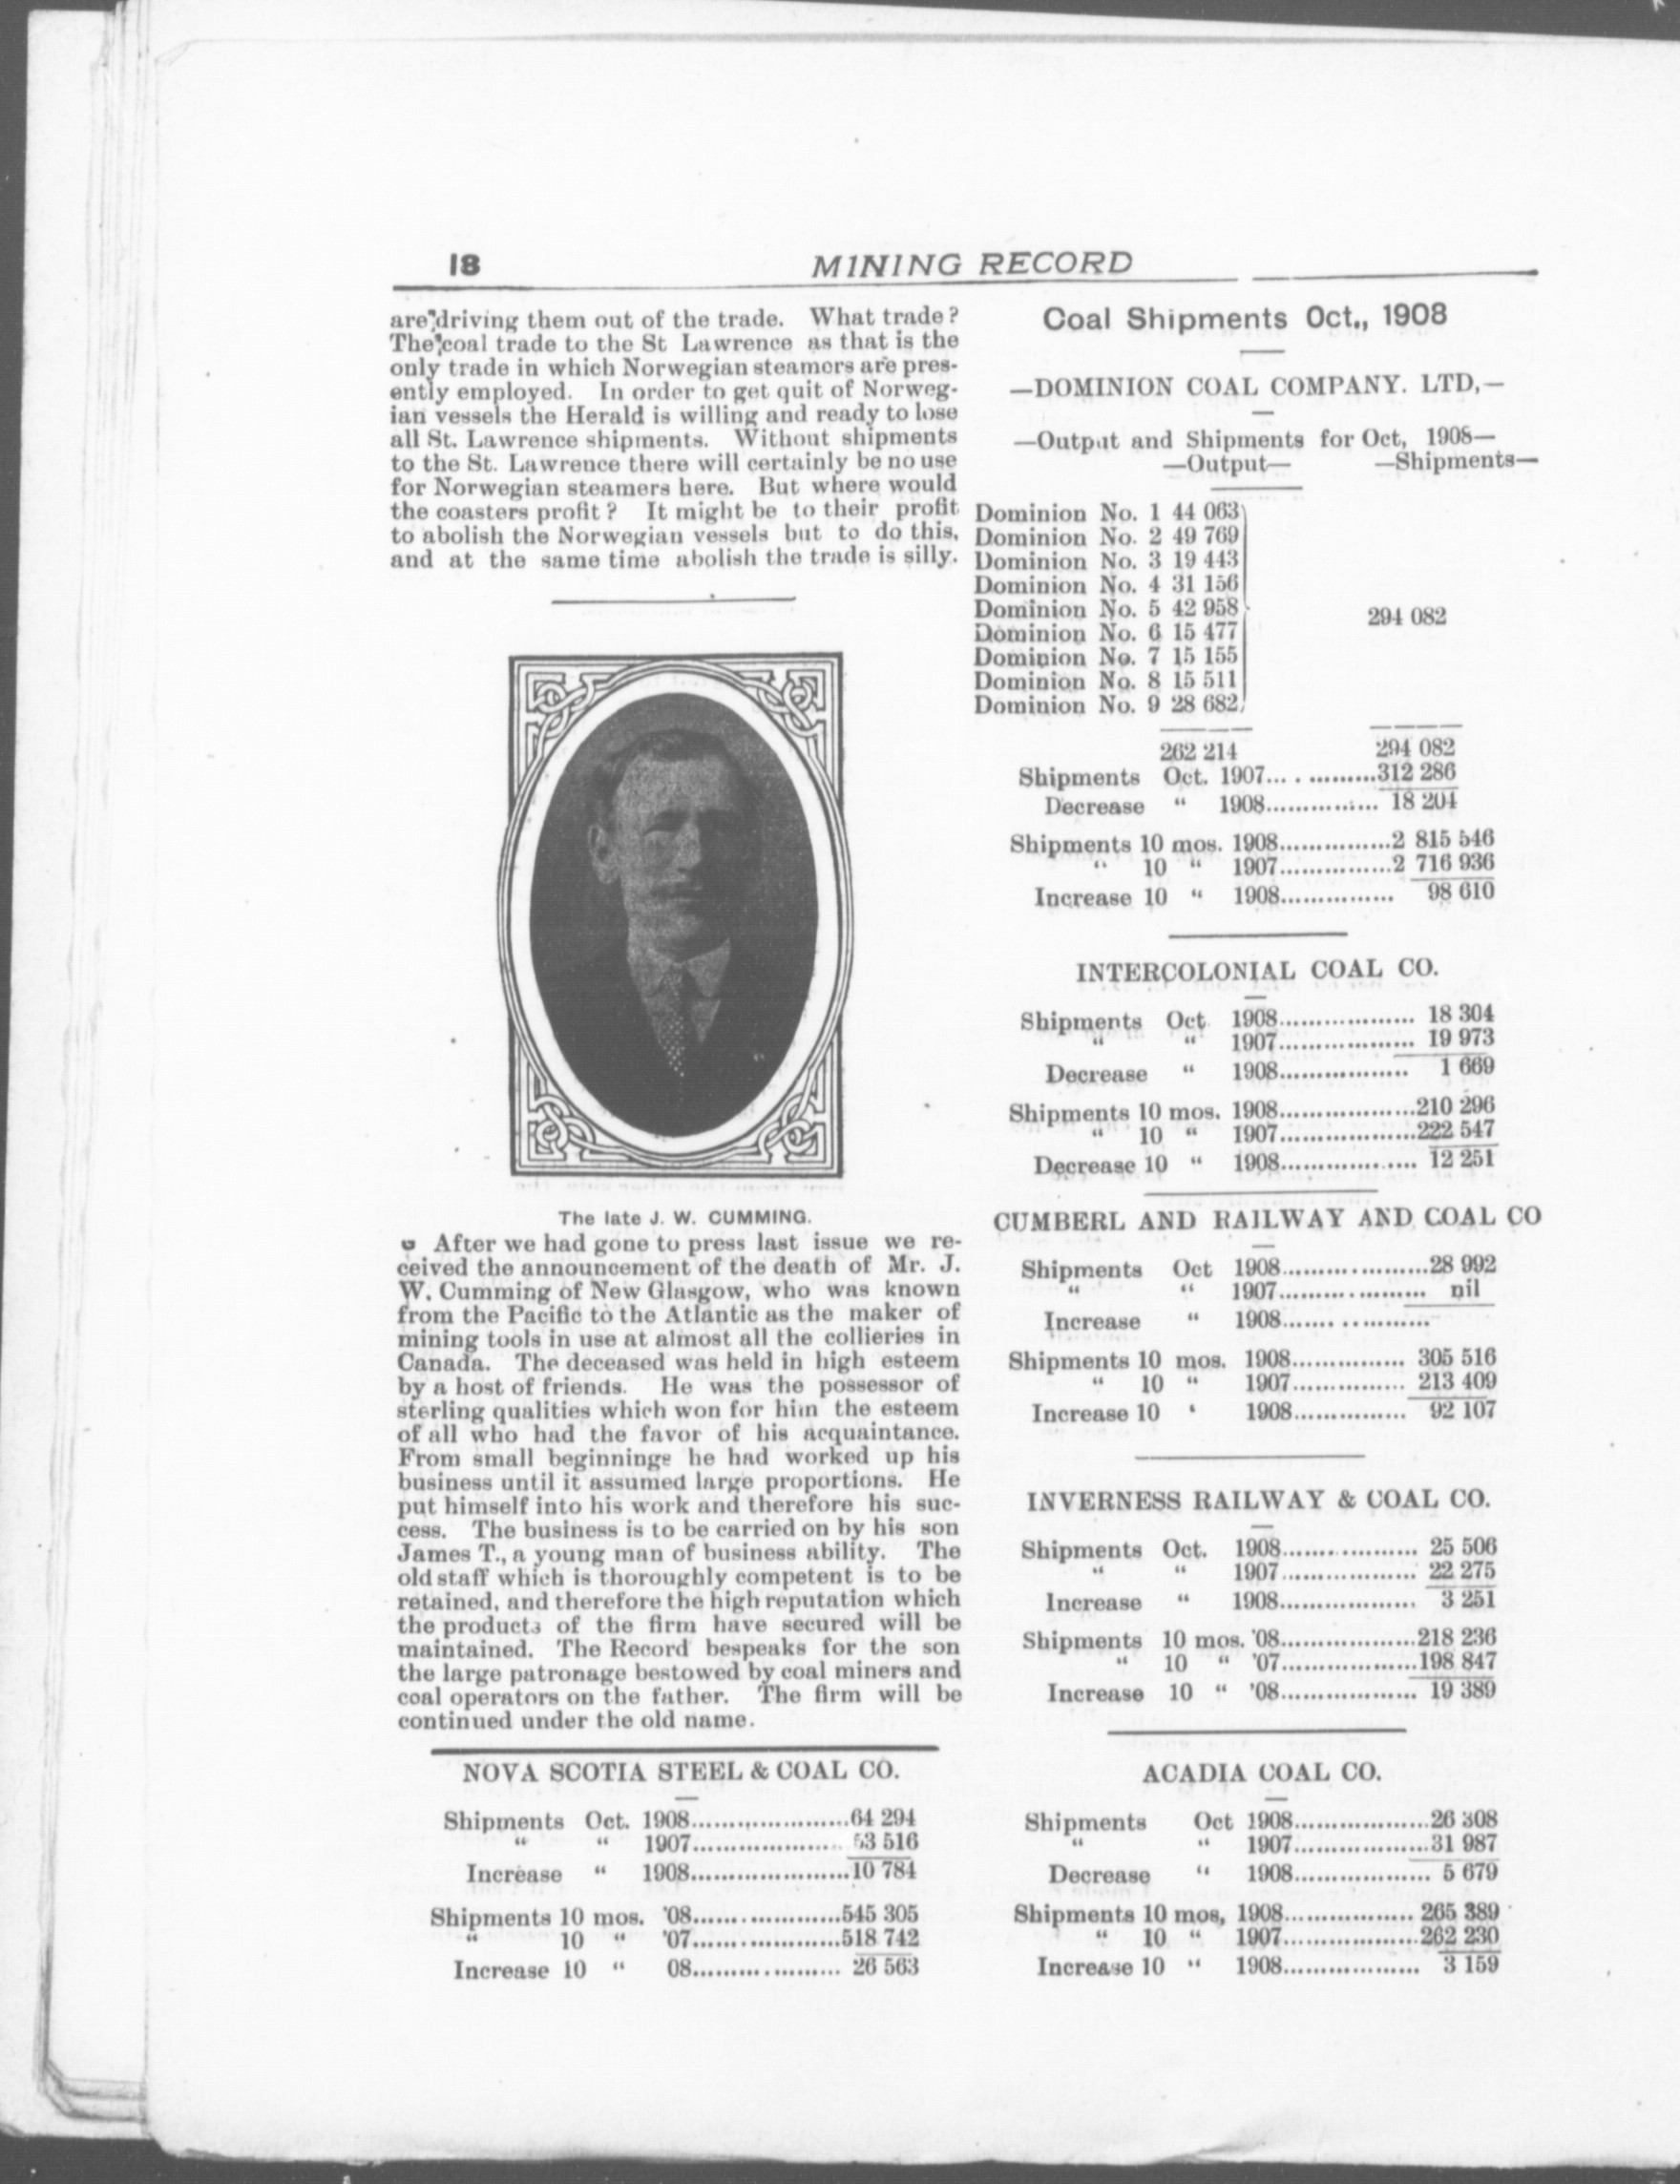 18 MINING RECORD
are driving them out of the trade. What trade?
The coal trade to the St Lawrence as that is the
only trade in which Norwegian steamers are pres-
ently employed. In order to get quit of Norweg-
ian vessels the Herald is willing and ready to lose
all St. Lawrence shipments. Without shipments
to the St. Lawrence there will certainly be no use
for Norwegian steamers here. But where would
the coasters profit? It might be to their profit
to abolish the Norwegian vessels but to do this,
and at the same time abolish the trade is silly.
The late J. W. CUMMING.
After we had gone to press last issue we re-
ceived the announcement of the death of Mr. J.
W. Cumming of New Glasgow, who was known
from the Pacific to the Atlantic as the maker of
mining tools in use at almost all the collieries in
Canada. The deceased was held in high esteem
by a host of friends. He was the possessor of
sterling qualities which won for him the esteem
of all who had the favor of his acquaintance.
From small beginnings he had worked up his
business until it assumed large proportions. He
put himself into his work and therefore his suc-
cess. The business is to be carried on by his son
James T., a young man of business ability. The
old staff which is thoroughly competent is to be
retained, and therefore the high reputation which
the products of the firm have secured will be
maintained. The Record bespeaks for the son
the large patronage bestowed by coal miners and
coal operators on the father. The firm will be
continued under the old name.
NOVA SCOTIA STEEL & COAL CO.
Shipments Oct. 1908.....................64 294
“ “ 1907.................... 53 516
Increase “ 1908.....................10 784
Shipments 10 mos. '08....................545 305
“ 10 “ '07....................518 742
Increase 10 “ 08.................... 26 563
Coal Shipments Oct., 1908
—DOMINION COAL COMPANY. LTD,—
—Output and Shipments for Oct, 1908—
—Output— —Shipments—
Dominion No. 1 44 063
Dominion No. 2 49 769
Dominion No. 3 19 443
Dominion No. 4 31 156
Dominion No. 5 42 958 294 082
Dominion No. 6 15 477
Dominion No. 7 15 155
Dominion No. 8 15 511
Dominion No. 9 28 682
262 214 294 082
Shipments Oct. 1907... . ..........312 286
Decrease “ 1908............... 18 204
Shipments 10 mos. 1908...............2 815 546
“ 10 “ 1907...............2 716 936
Increase 10 “ 1908............... 98 610
INTERCOLONIAL COAL CO.
Shipments Oct 1908.................. 18 304
“ “ 1907.................. 19 973
Decrease “ 1908................. 1 669
Shipments 10 mos. 1908..................210 296
“ 10 “ 1907..................222 547
Decrease 10 “ 1908.................. 12 251
CUMBERL AND RAILWAY AND COAL CO
Shipments Oct 1908....................28 992
“ “ 1907.................... nil
Increase “ 1908....... ............
Shipments 10 mos. 1908............... 305 516
“ 10 “ 1907............... 213 409
Increase 10 ‘ 1908............... 92 107
INVERNESS RAILWAY & COAL CO.
Shipments Oct. 1908.................. 25 506
“ “ 1907.................. 22 275
Increase “ 1908.................. 3 251
Shipments 10 mos. '08..................218 236
“ 10 “ '07..................198 847
Increase 10 “ '08.................. 19 389
ACADIA COAL CO.
Shipments Oct 1908..................26 308
“ “ 1907..................31 987
Decrease “ 1908.................. 5 679
Shipments 10 mos, 1908................. 265 389
“ 10 “ 1907..................262 230
Increase 10 “ 1908.................. 3 159